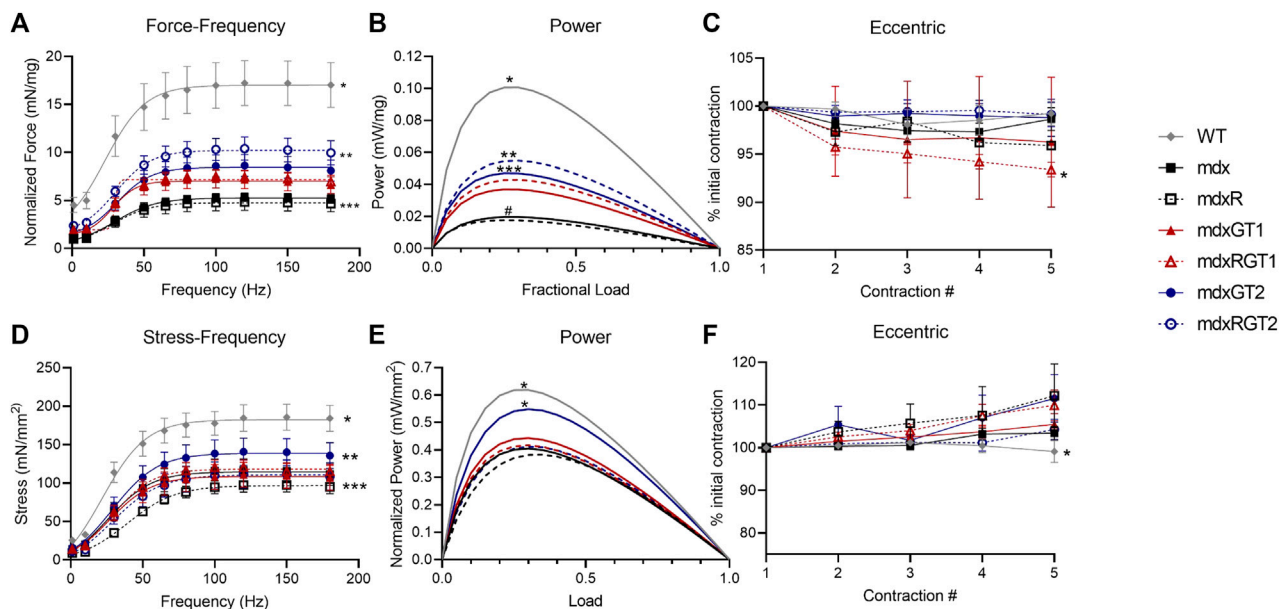 A
Force-Frequency
Normalized Force (mN/mg)
20
15
10
5
0
0
50
100
150
200
Frequency (Hz)
*
**
***
B
Power
Power (mW/mg)
0.12
0.10
0.08
0.06
0.04
0.02
0.00
0.0
0.5
1.0
Fractional Load
*
**
***
#
C
Eccentric
% initial contraction
105
100
95
90
85
1
2
3
4
5
Contraction #
*
WT
mdx
mdxR
mdxGT1
mdxRGT1
mdxGT2
mdxRGT2
D
Stress-Frequency
Stress (mN/mm²)
250
200
150
100
50
0
0
50
100
150
200
Frequency (Hz)
*
**
***
E
Power
Normalized Power (mW/mm²)
0.7
0.6
0.5
0.4
0.3
0.2
0.1
0.0
0.0
0.5
1.0
Load
*
*
F
Eccentric
% initial contraction
120
110
100
90
80
1
2
3
4
5
Contraction #
*